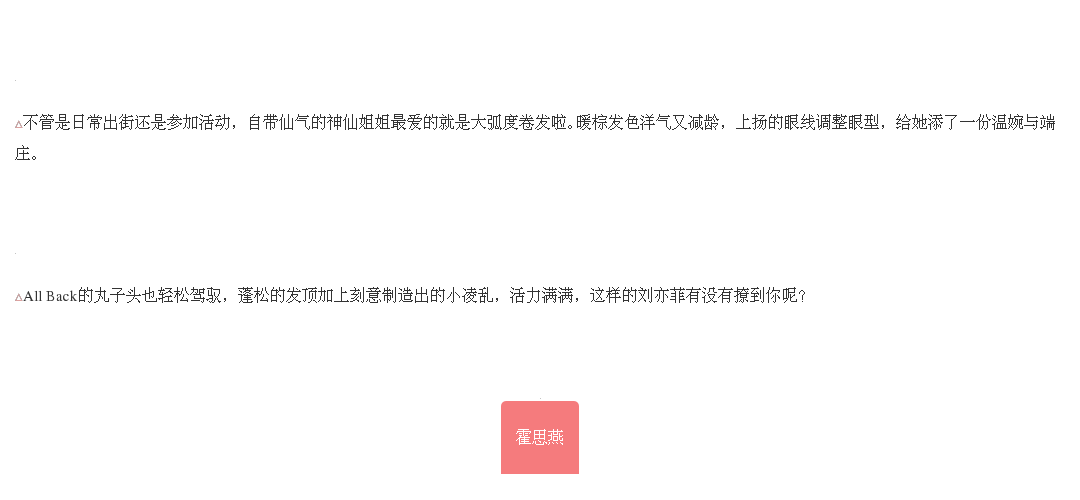 △不管是日常出街还是参加活动，自带仙气的神仙姐姐最爱的就是大弧度卷发啦。暖棕发色洋气又减龄，上扬的眼线调整眼型，给她添了一份温婉与端
庄。
△All Back的丸子头也轻松驾驭，蓬松的发顶加上刻意制造出的小凌乱，活力满满，这样的刘亦菲有没有撩到你呢？
霍思燕